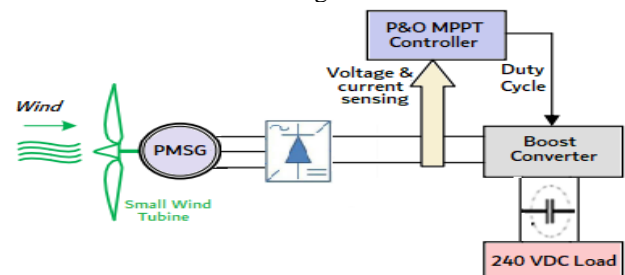 P&O MPPT
Controller
Voltage &
current
sensing
Duty
Cycle
Wind
PMSG
Boost
Converter
Small Wind
Tubine
240 VDC Load